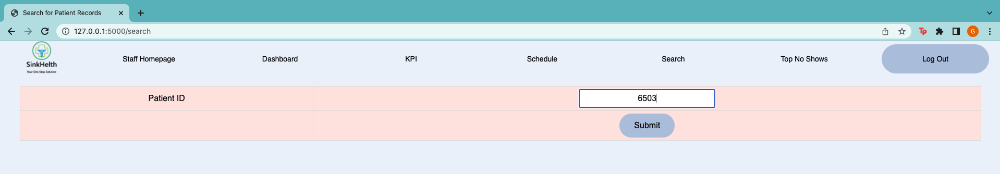 Search for Patient Records
127.0.0.1:5000/search
Tp
G
SinkHelth
Your One Stop Solution
Staff Homepage
Dashboard
KPI
Schedule
Search
Top No Shows
Log Out
Patient ID
6503
Submit